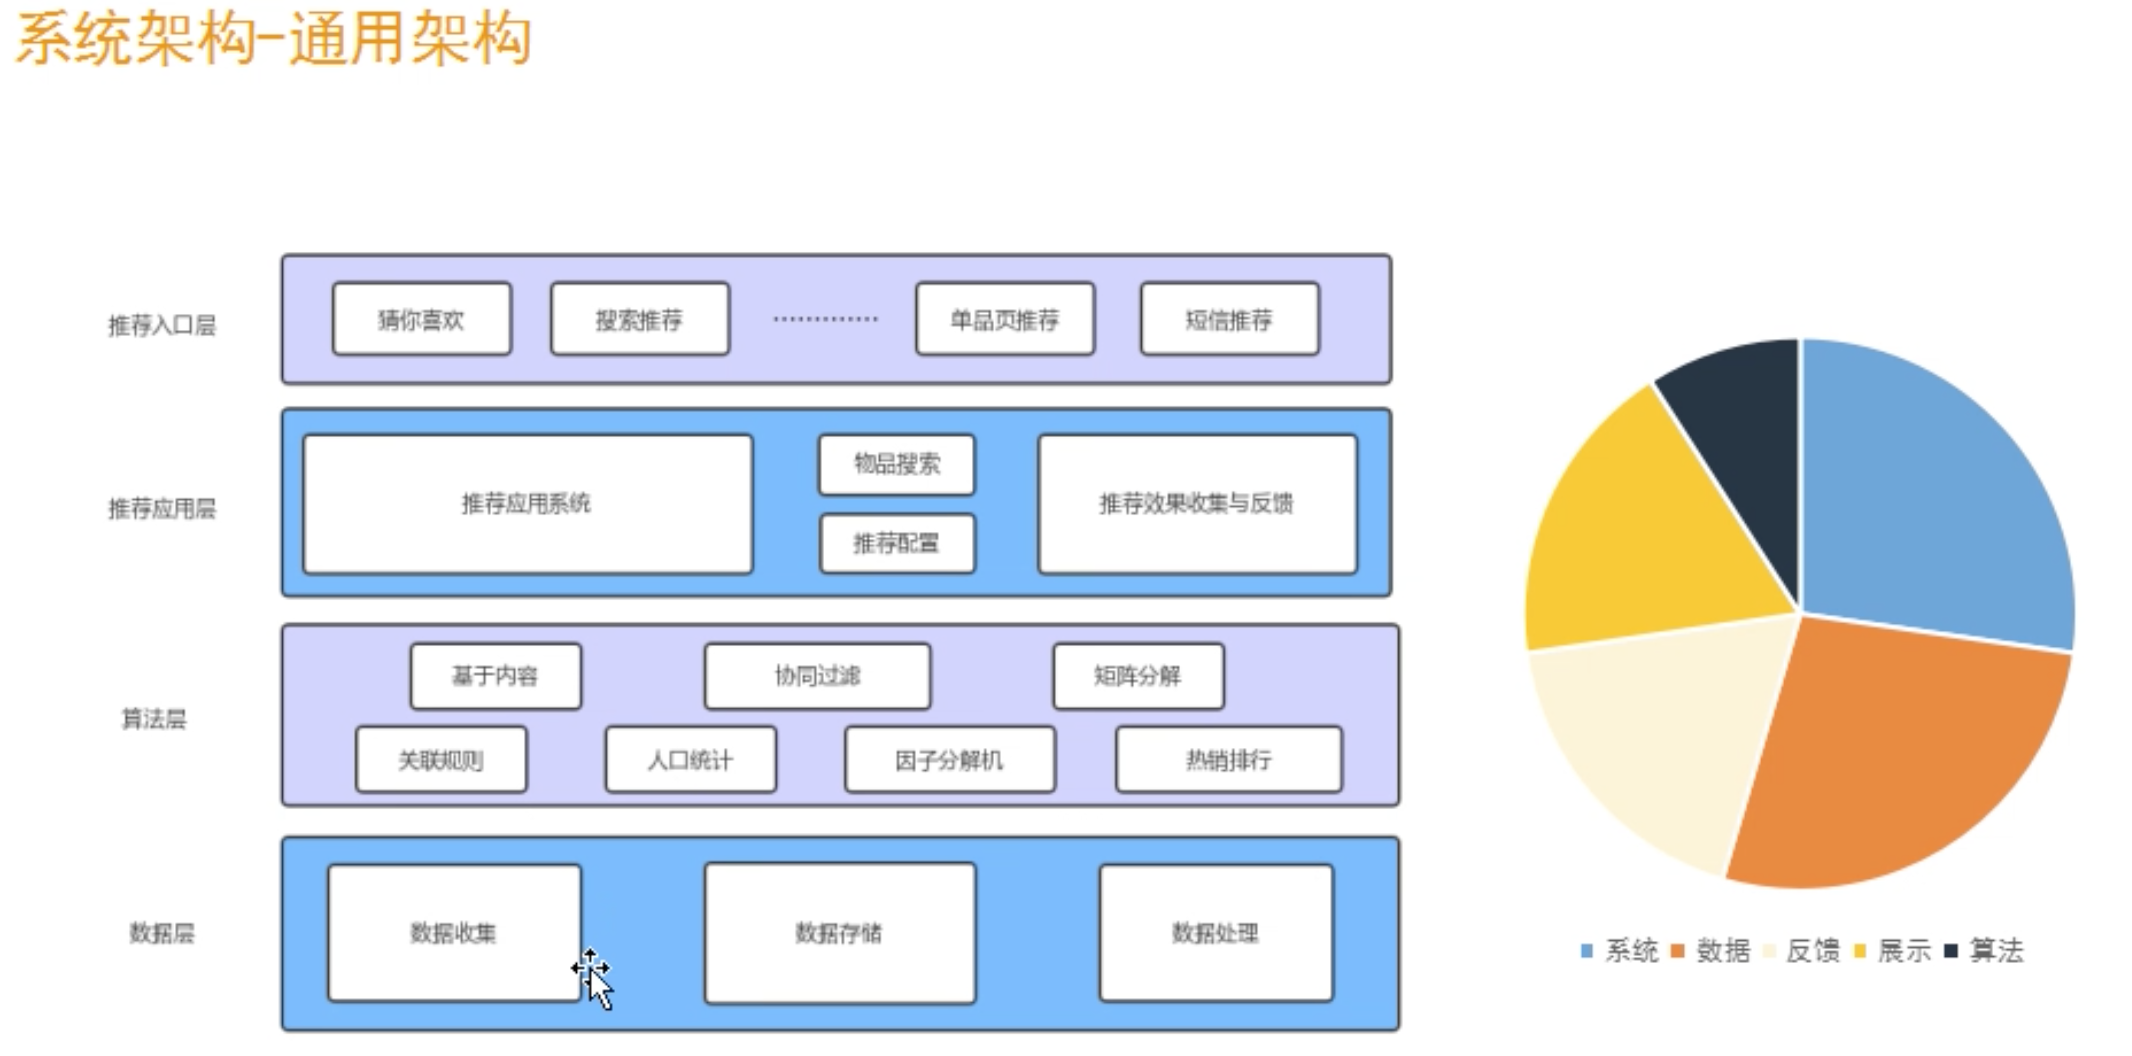 系统架构-通用架构
推荐入口层
猜你喜欢
搜索推荐
.............
单品页推荐
短信推荐
推荐应用层
推荐应用系统
物品搜索
推荐配置
推荐效果收集与反馈
算法层
基于内容
协同过滤
矩阵分解
关联规则
人口统计
因子分解机
热销排行
数据层
数据收集
数据存储
数据处理
系统 数据 反馈 展示 算法